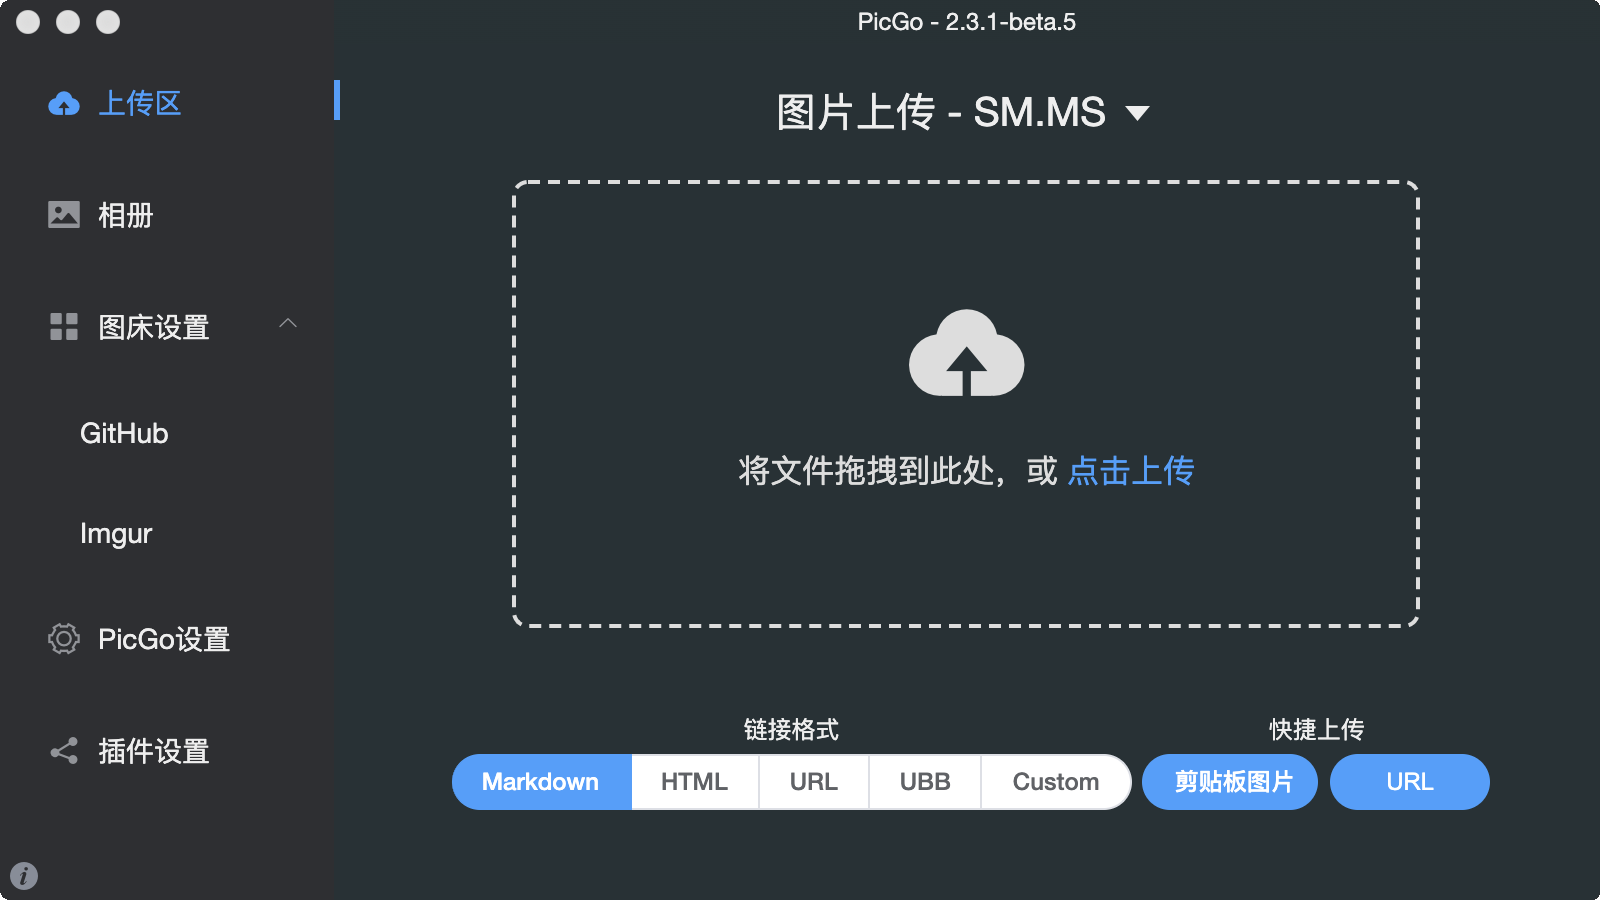 PicGo - 2.3.1-beta.5
上传区
相册
图床设置
GitHub
Imgur
PicGo设置
插件设置
图片上传 - SM.MS
将文件拖拽到此处，或 点击上传
链接格式
Markdown HTML URL UBB Custom
快捷上传
剪贴板图片 URL
i